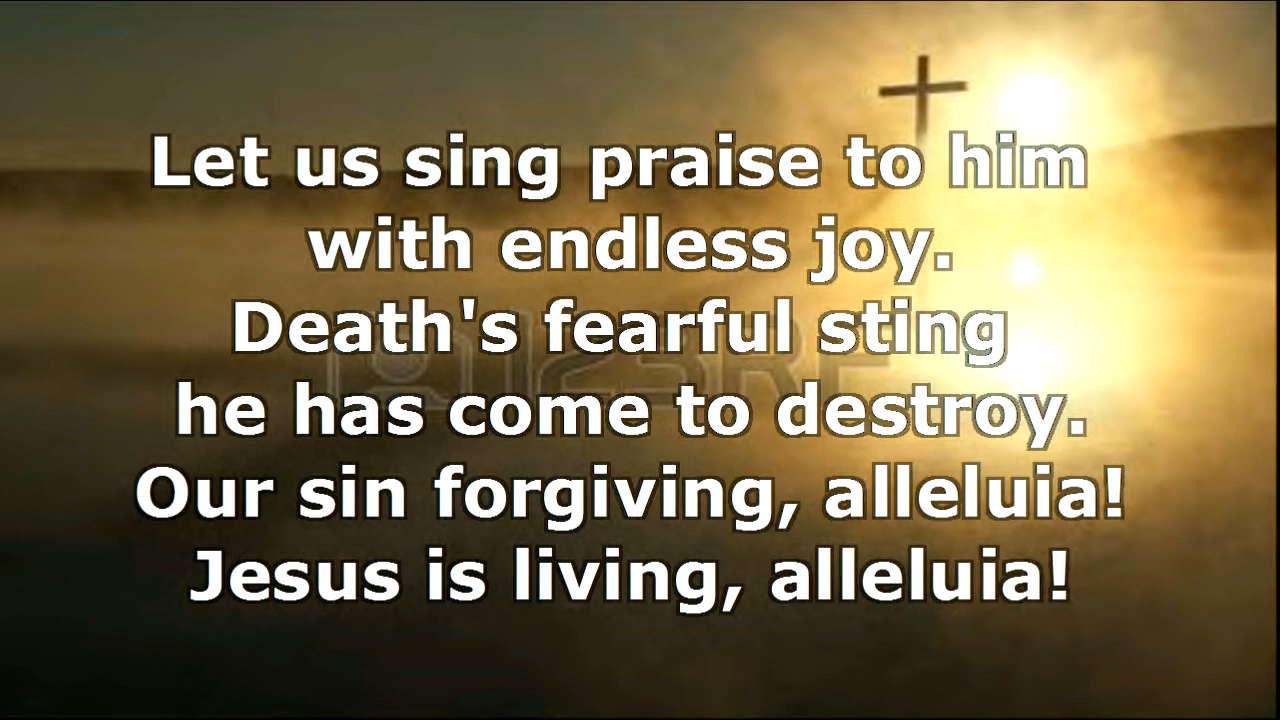 Let us sing praise to him
with endless joy.
Death's fearful sting
he has come to destroy.
Our sin forgiving, alleluia!
Jesus is living, alleluia!
123RF